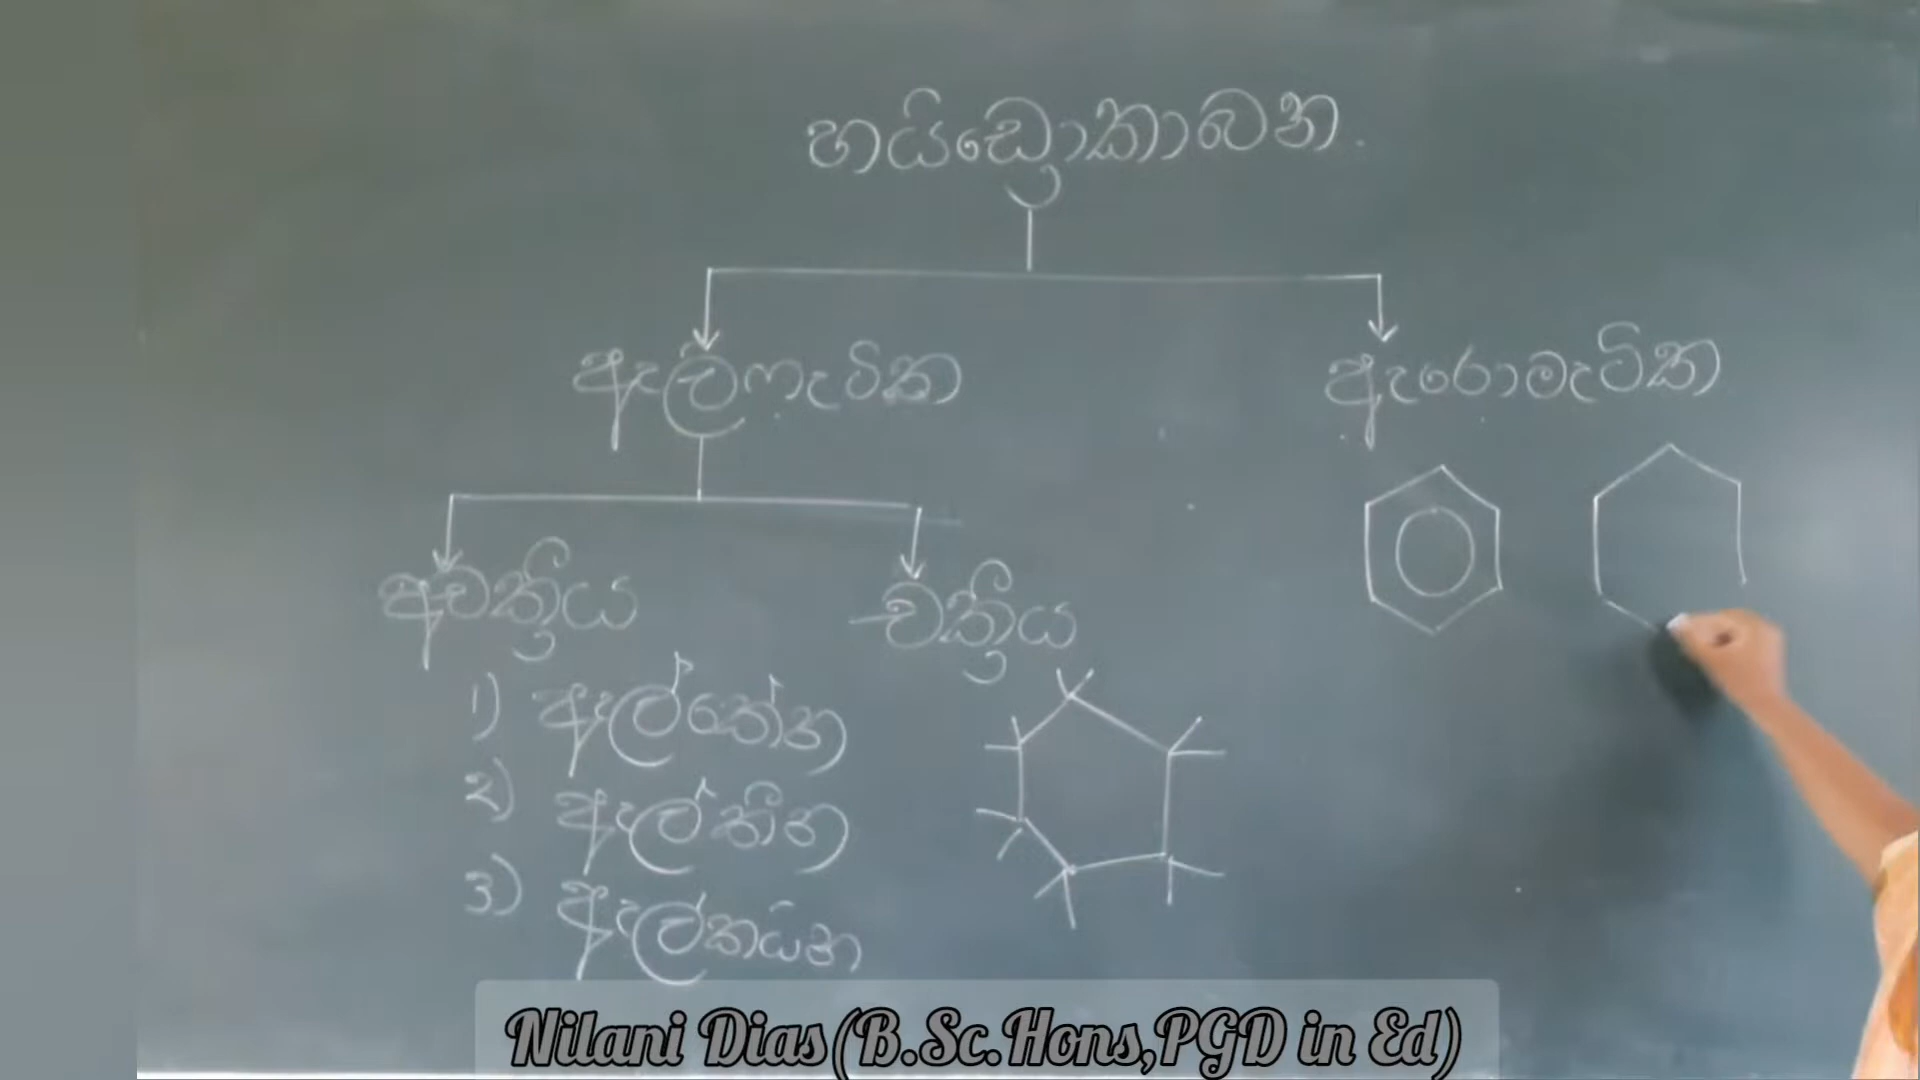 හයිඩ්‍රොකාබන.
ඇලිෆැටික
ඇරොමැටික
අචක්‍රීය
චක්‍රීය
1) ඇල්කේන
2) ඇල්කීන
3) ඇල්කයින
Nilani Dias(B.Sc.Hons,PGD in Ed)